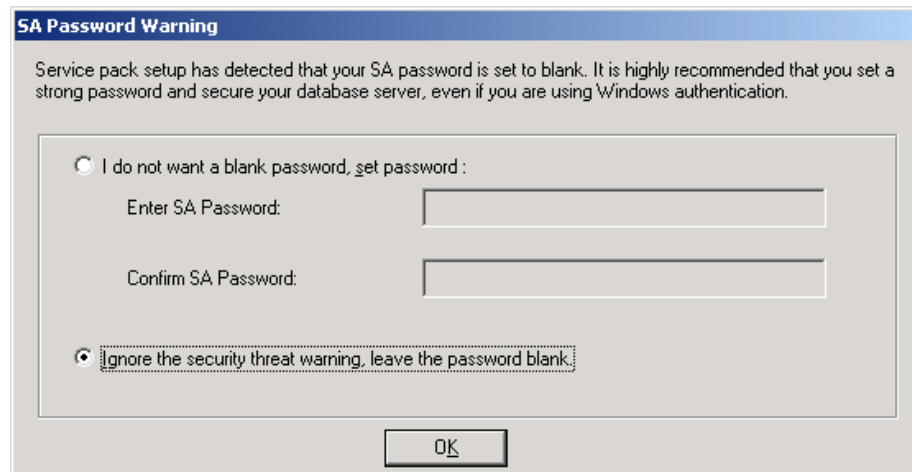 SA Password Warning
Service pack setup has detected that your SA password is set to blank. It is highly recommended that you set a
strong password and secure your database server, even if you are using Windows authentication.
I do not want a blank password, set password :
Enter SA Password:
Confirm SA Password:
Ignore the security threat warning, leave the password blank.
OK